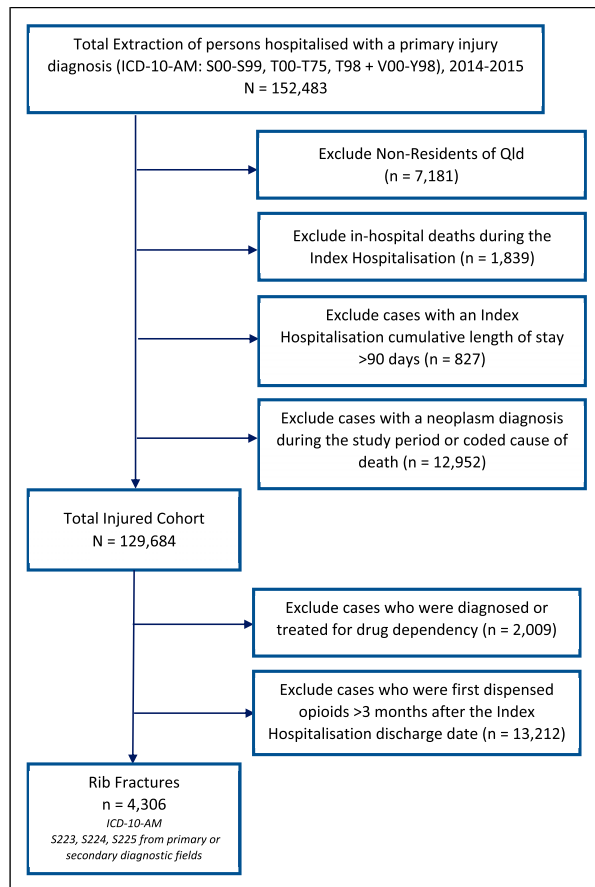 Total Extraction of persons hospitalised with a primary injury
diagnosis (ICD-10-AM: S00-S99, T00-T75, T98 + V00-Y98), 2014-2015
N = 152,483
Exclude Non-Residents of Qld
(n = 7,181)
Exclude in-hospital deaths during the
Index Hospitalisation (n = 1,839)
Exclude cases with an Index
Hospitalisation cumulative length of stay
>90 days (n = 827)
Exclude cases with a neoplasm diagnosis
during the study period or coded cause of
death (n = 12,952)
Total Injured Cohort
N = 129,684
Exclude cases who were diagnosed or
treated for drug dependency (n = 2,009)
Exclude cases who were first dispensed
opioids >3 months after the Index
Hospitalisation discharge date (n = 13,212)
Rib Fractures
n = 4,306
ICD-10-AM
S223, S224, S225 from primary or
secondary diagnostic fields